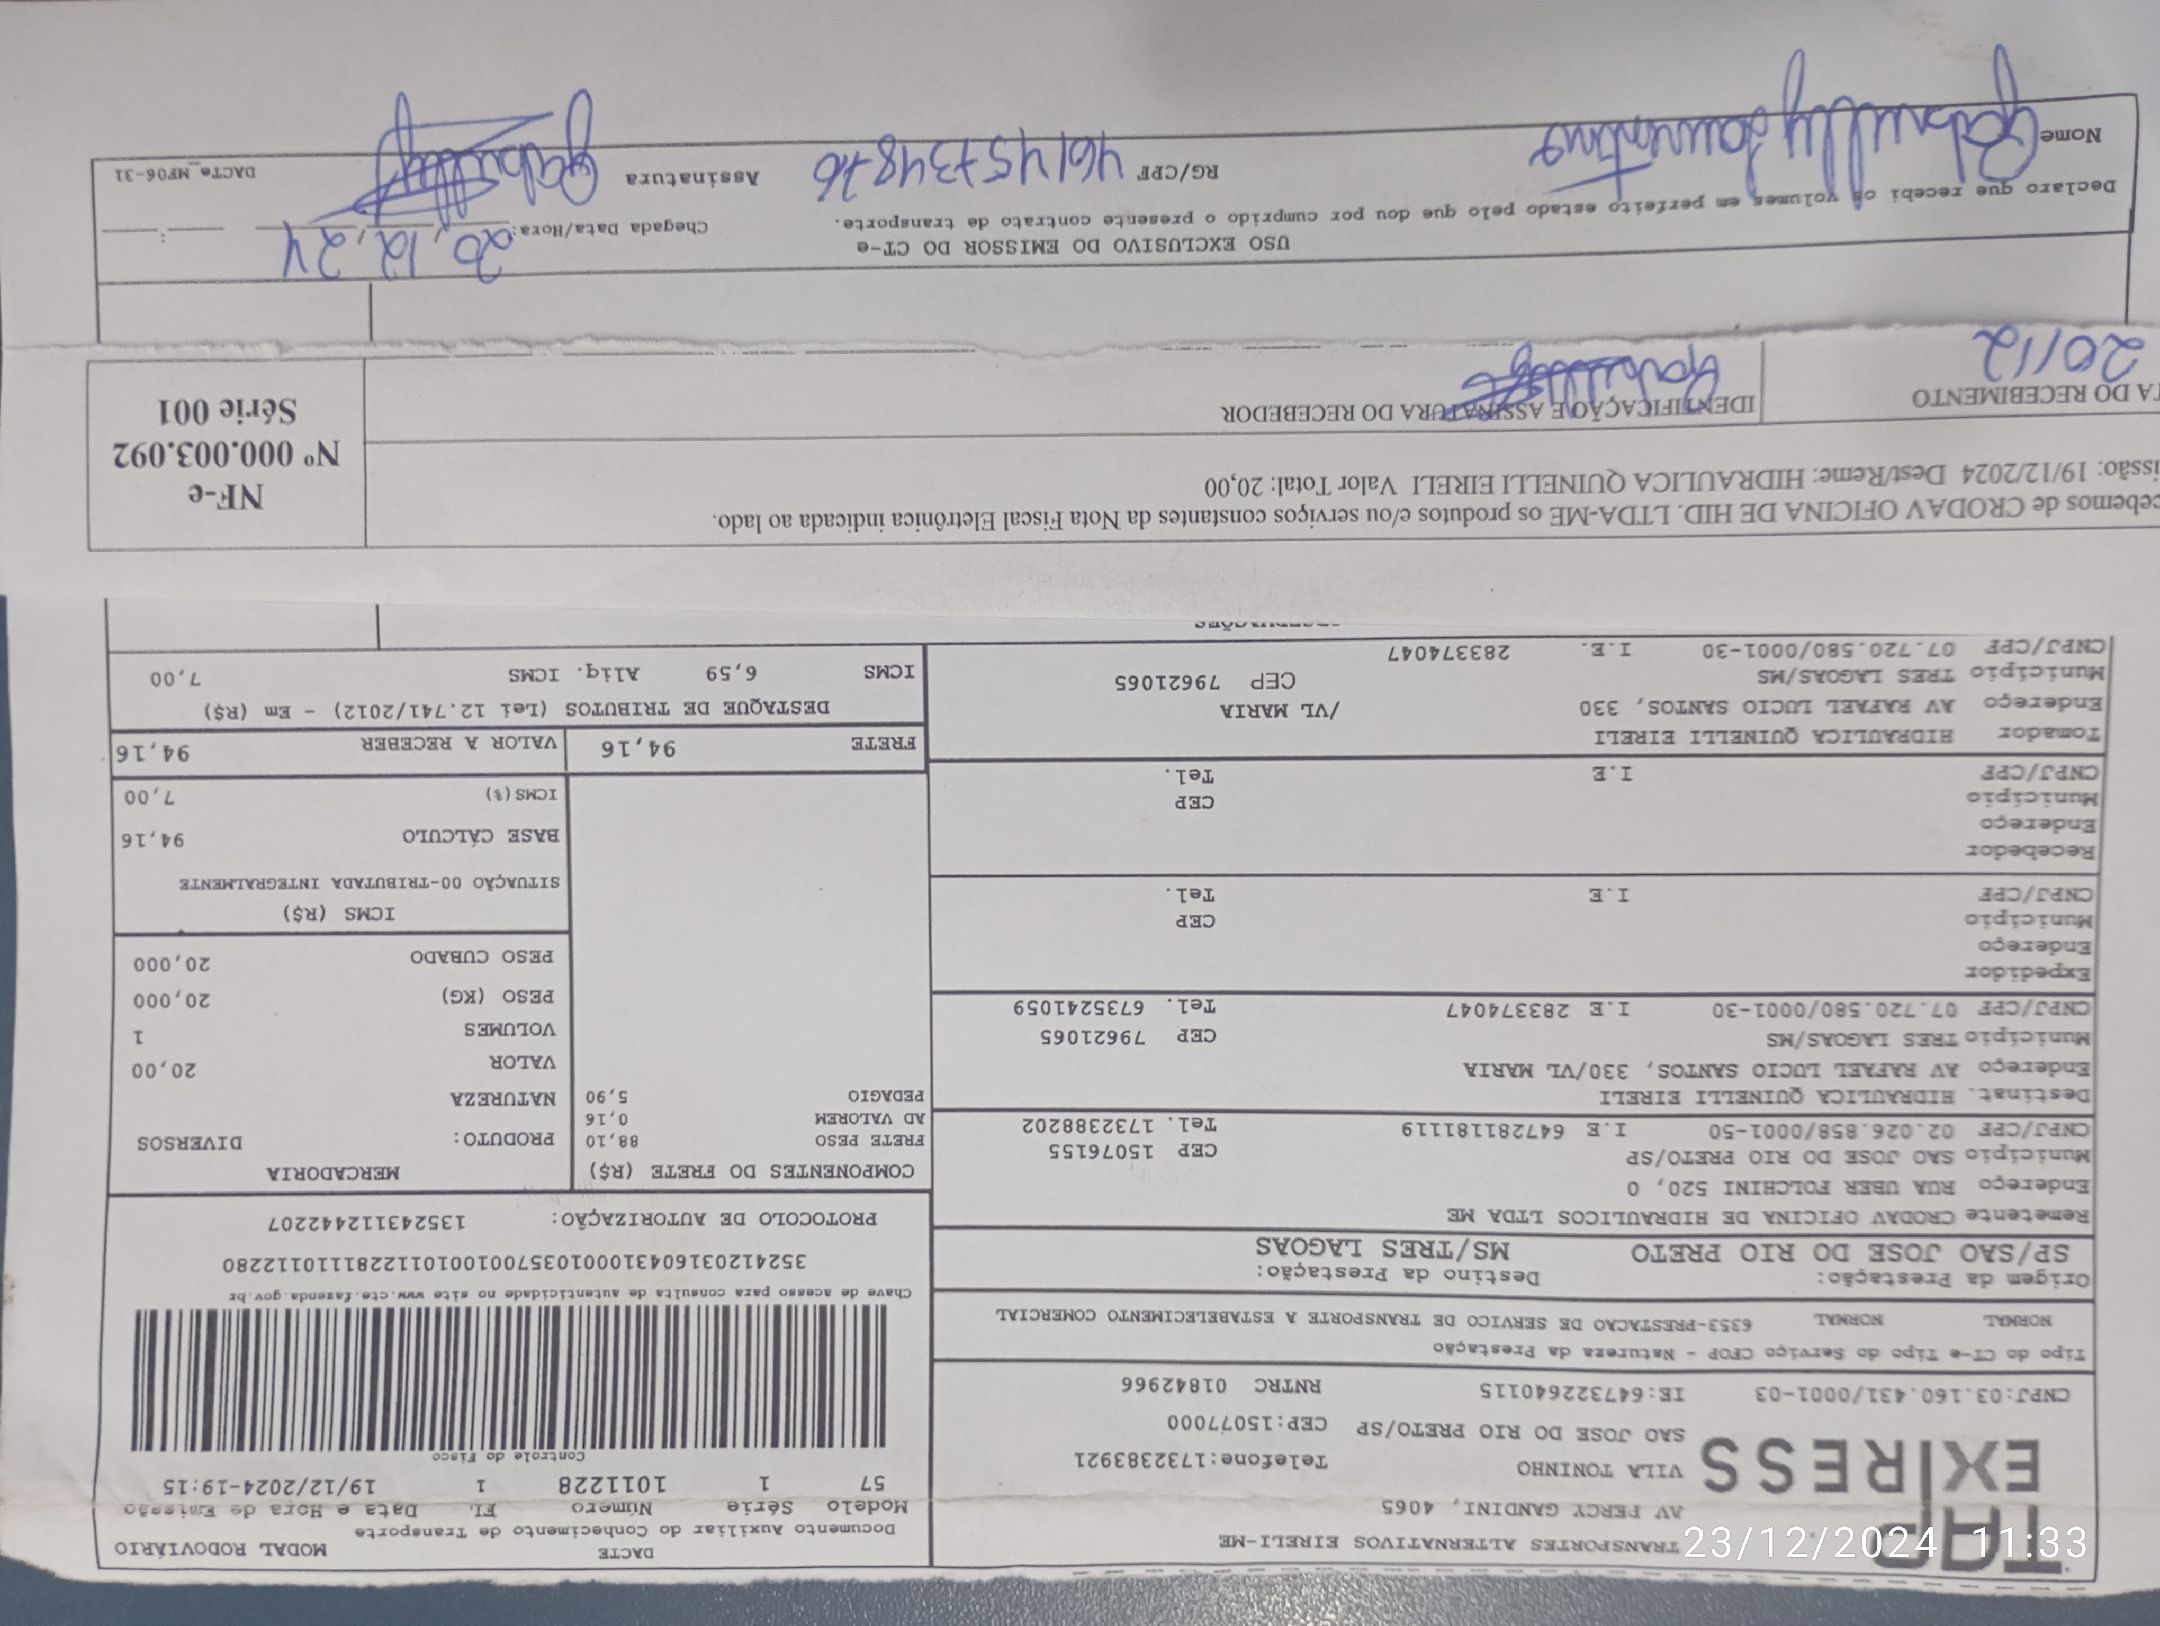 TAP
EXPRESS
TRANSPORTES ALTERNATIVOS EIRELI-ME
AV PERCY GANDINI, 4065
VILA TONINHO
Telefone:1732383921
SAO JOSE DO RIO PRETO/SP CEP:15077000
CNPJ:03.160.431/0001-03 IE:647322640115 RNTRC 01842966
DACTE MODAL RODOVIÁRIO
Documento Auxiliar do Conhecimento de Transporte
Modelo Série Número Fl. Data e Hora de Emissão
57 1 1011228 1 19/12/2024-19:15
Controle do Fisco
Chave de acesso para consulta de autenticidade no site www.cte.fazenda.gov.br
PROTOCOLO DE AUTORIZAÇÃO: 135243112442207
Tipo do CT-e Tipo do Serviço CFOP - Natureza da Prestação
NORMAL NORMAL 6353-PRESTACAO DE SERVICO DE TRANSPORTE A ESTABELECIMENTO COMERCIAL
Origem da Prestação: Destino da Prestação:
SP/SAO JOSE DO RIO PRETO MS/TRES LAGOAS
Remetente CRODAV OFICINA DE HIDRAULICOS LTDA ME
Endereço RUA UBER FOLCHINI 520, 0
Município SAO JOSE DO RIO PRETO/SP CEP 15076155
CNPJ/CPF 02.026.858/0001-50 I.E 647281181119 Tel. 1732388202
Destinat. HIDRAULICA QUINELLI EIRELI
Endereço AV RAFAEL LUCIO SANTOS, 330/VL MARIA
Município TRES LAGOAS/MS CEP 79621065
CNPJ/CPF 07.720.580/0001-30 I.E 283374047 Tel. 6735241059
Expedidor
Endereço
Município CEP
CNPJ/CPF I.E Tel.
Recebedor
Endereço
Município CEP
CNPJ/CPF I.E Tel.
Tomador HIDRAULICA QUINELLI EIRELI
Endereço AV RAFAEL LUCIO SANTOS, 330 /VL MARIA
Município TRES LAGOAS/MS CEP 79621065
CNPJ/CPF 07.720.580/0001-30 I.E. 283374047
COMPONENTES DO FRETE (R$)
FRETE PESO 88,10
AD VALOREM 0,16
PEDAGIO 5,90
MERCADORIA
PRODUTO: DIVERSOS
NATUREZA
VALOR 20,00
VOLUMES 1
PESO (KG) 20,000
PESO CUBADO 20,000
ICMS (R$)
SITUAÇÃO 00-TRIBUTADA INTEGRALMENTE
BASE CÁLCULO 94,16
ICMS(%) 7,00
FRETE 94,16 VALOR A RECEBER 94,16
DESTAQUE DE TRIBUTOS (Lei 12.741/2012) - Em (R$)
ICMS 6,59 Aliq. ICMS 7,00
cebemos de CRODAV OFICINA DE HID. LTDA-ME os produtos e/ou serviços constantes da Nota Fiscal Eletrônica indicada ao lado.
issão: 19/12/2024 Dest/Reme: HIDRAULICA QUINELLI EIRELI Valor Total: 20,00
TA DO RECEBIMENTO IDENTIFICAÇÃO E ASSINATURA DO RECEBEDOR
20/12
NF-e
Nº 000.003.092
Série 001
USO EXCLUSIVO DO EMISSOR DO CT-e
Declaro que recebi os volumes em perfeito estado pelo que dou por cumprido o presente contrato de transporte.
Chegada Data/Hora: 20, 12, 24 :
Nome RG/CPF Assinatura
DACTe_MF06-31
23/12/2024 11:33